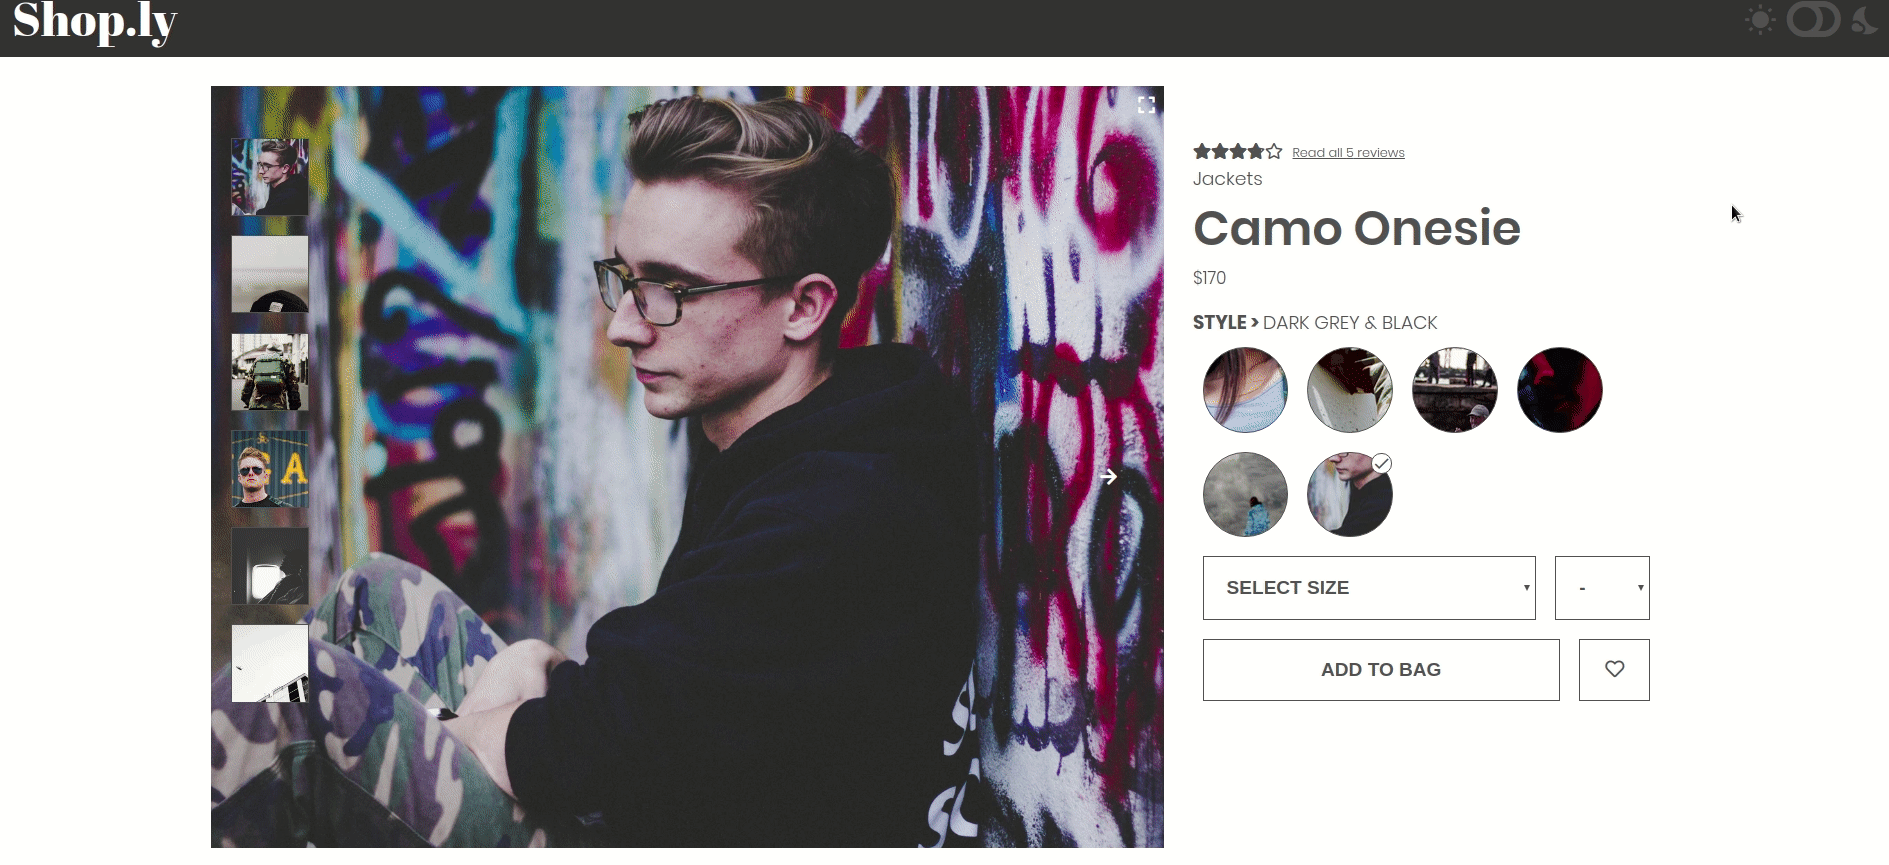 Shop.ly
Read all 5 reviews
Jackets
Camo Onesie
$170
STYLE > DARK GREY & BLACK
SELECT SIZE
-
ADD TO BAG